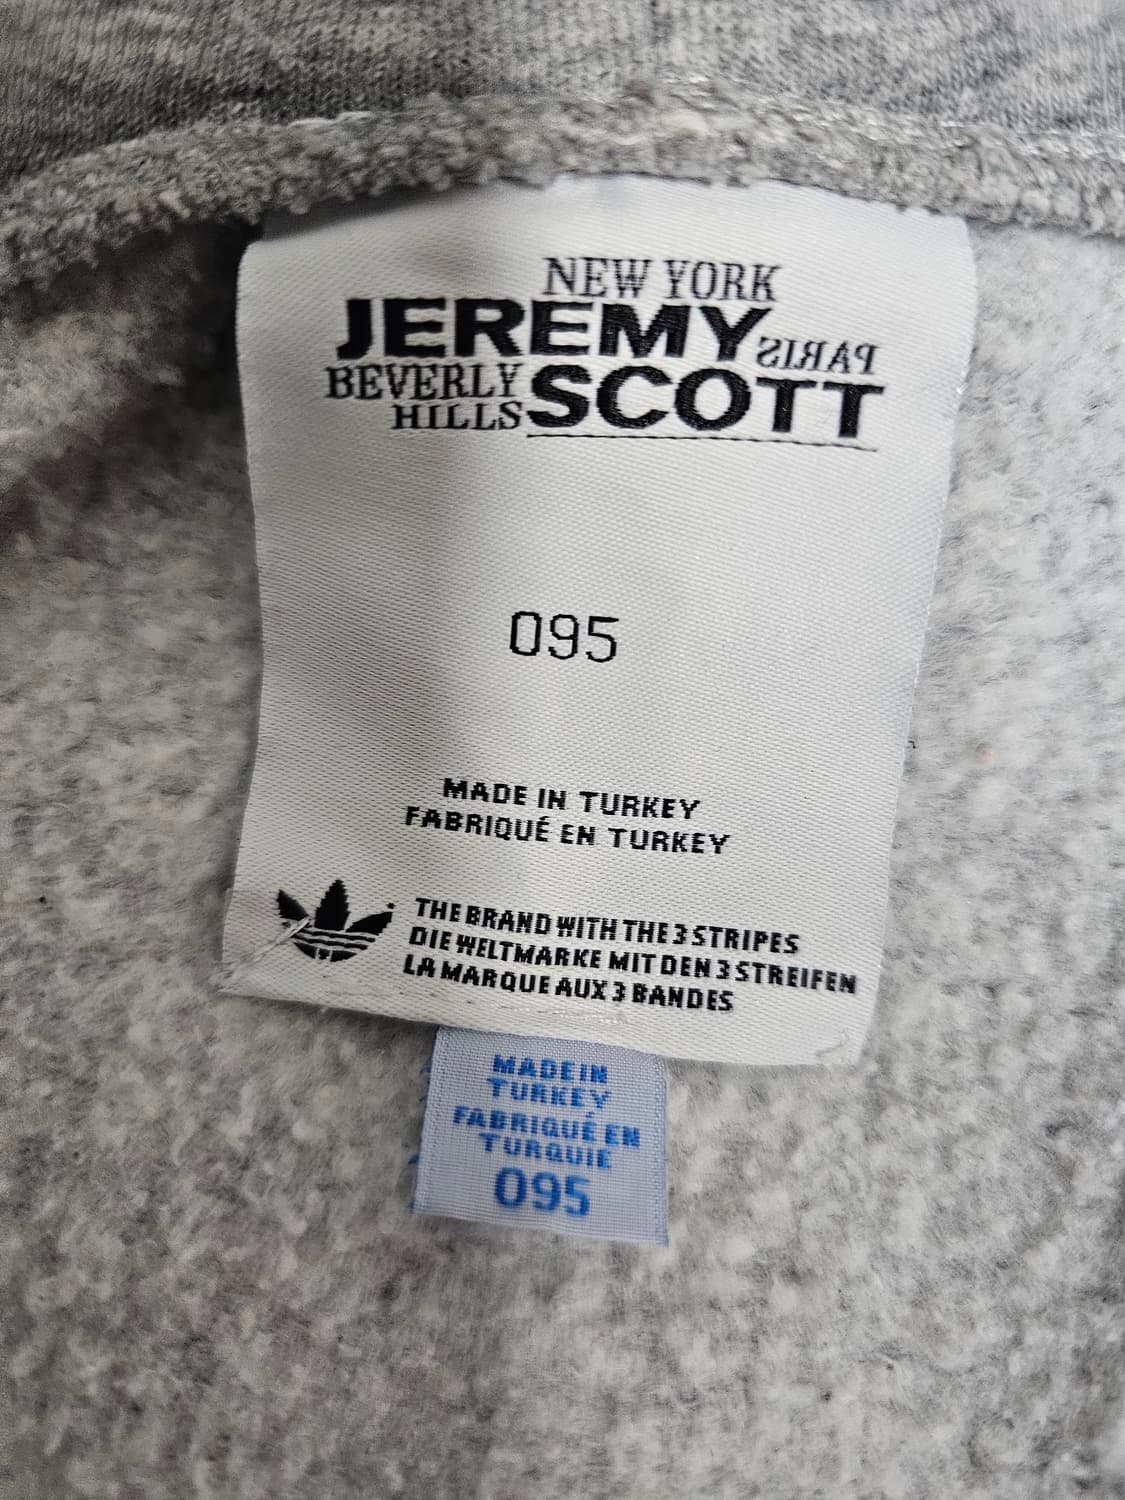 NEW YORK
JEREMY PARIS
BEVERLY HILLS SCOTT
095
MADE IN TURKEY
FABRIQUÉ EN TURKEY
THE BRAND WITH THE 3 STRIPES
DIE WELTMARKE MIT DEN 3 STREIFEN
LA MARQUE AUX 3 BANDES
MADE IN
TURKEY
FABRIQUÉ EN
TURQUIE
095